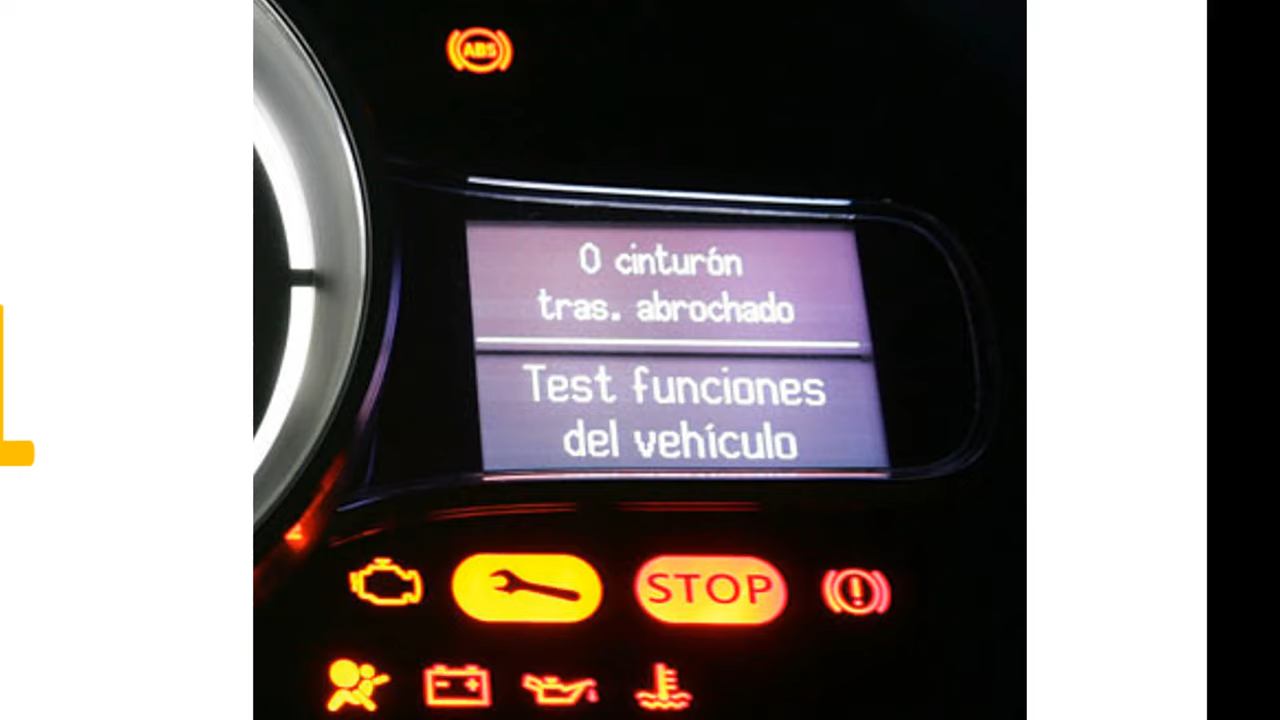 ABS
0 cinturón
tras. abrochado
Test funciones
del vehículo
STOP